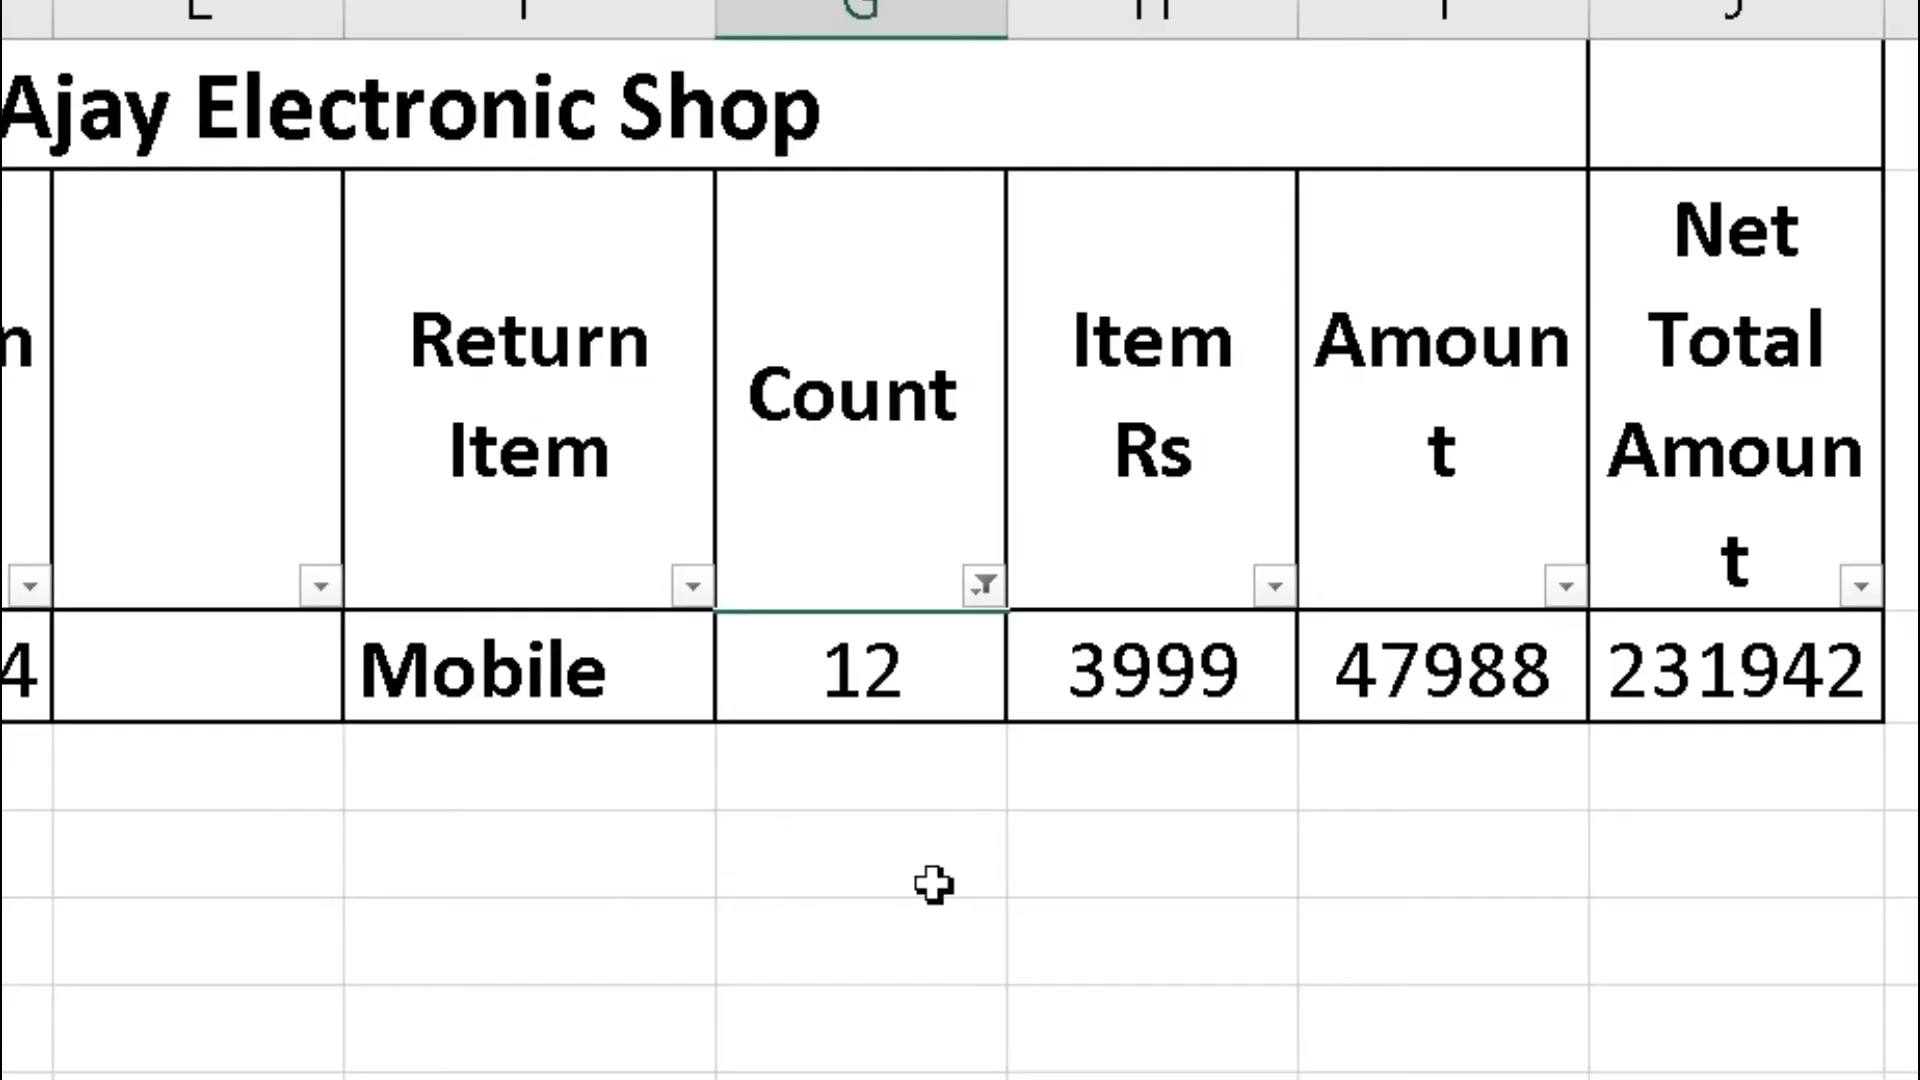 E F G H I J
Ajay Electronic Shop
n
Return
Item
Count
Item
Rs
Amoun
t
Net
Total
Amoun
t
4 Mobile 12 3999 47988 231942